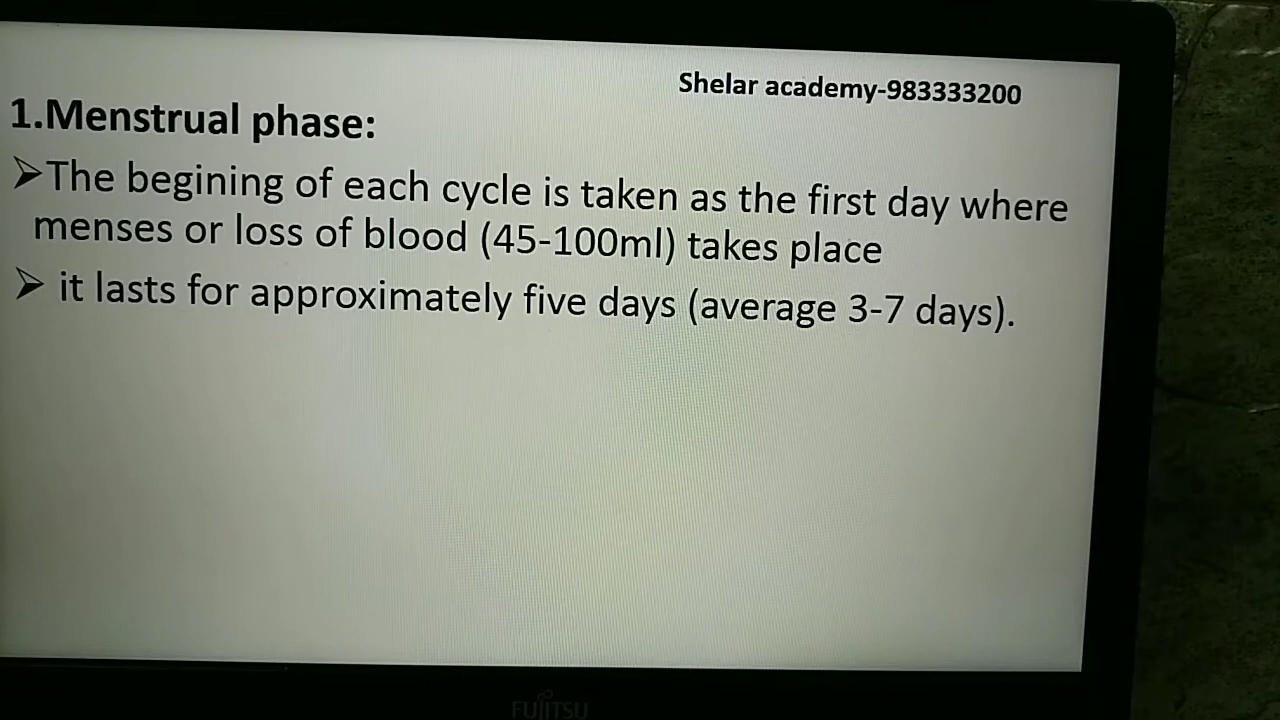 Shelar academy-983333200
1.Menstrual phase:
➢The begining of each cycle is taken as the first day where
menses or loss of blood (45-100ml) takes place
➢ it lasts for approximately five days (average 3-7 days).
FUJITSU